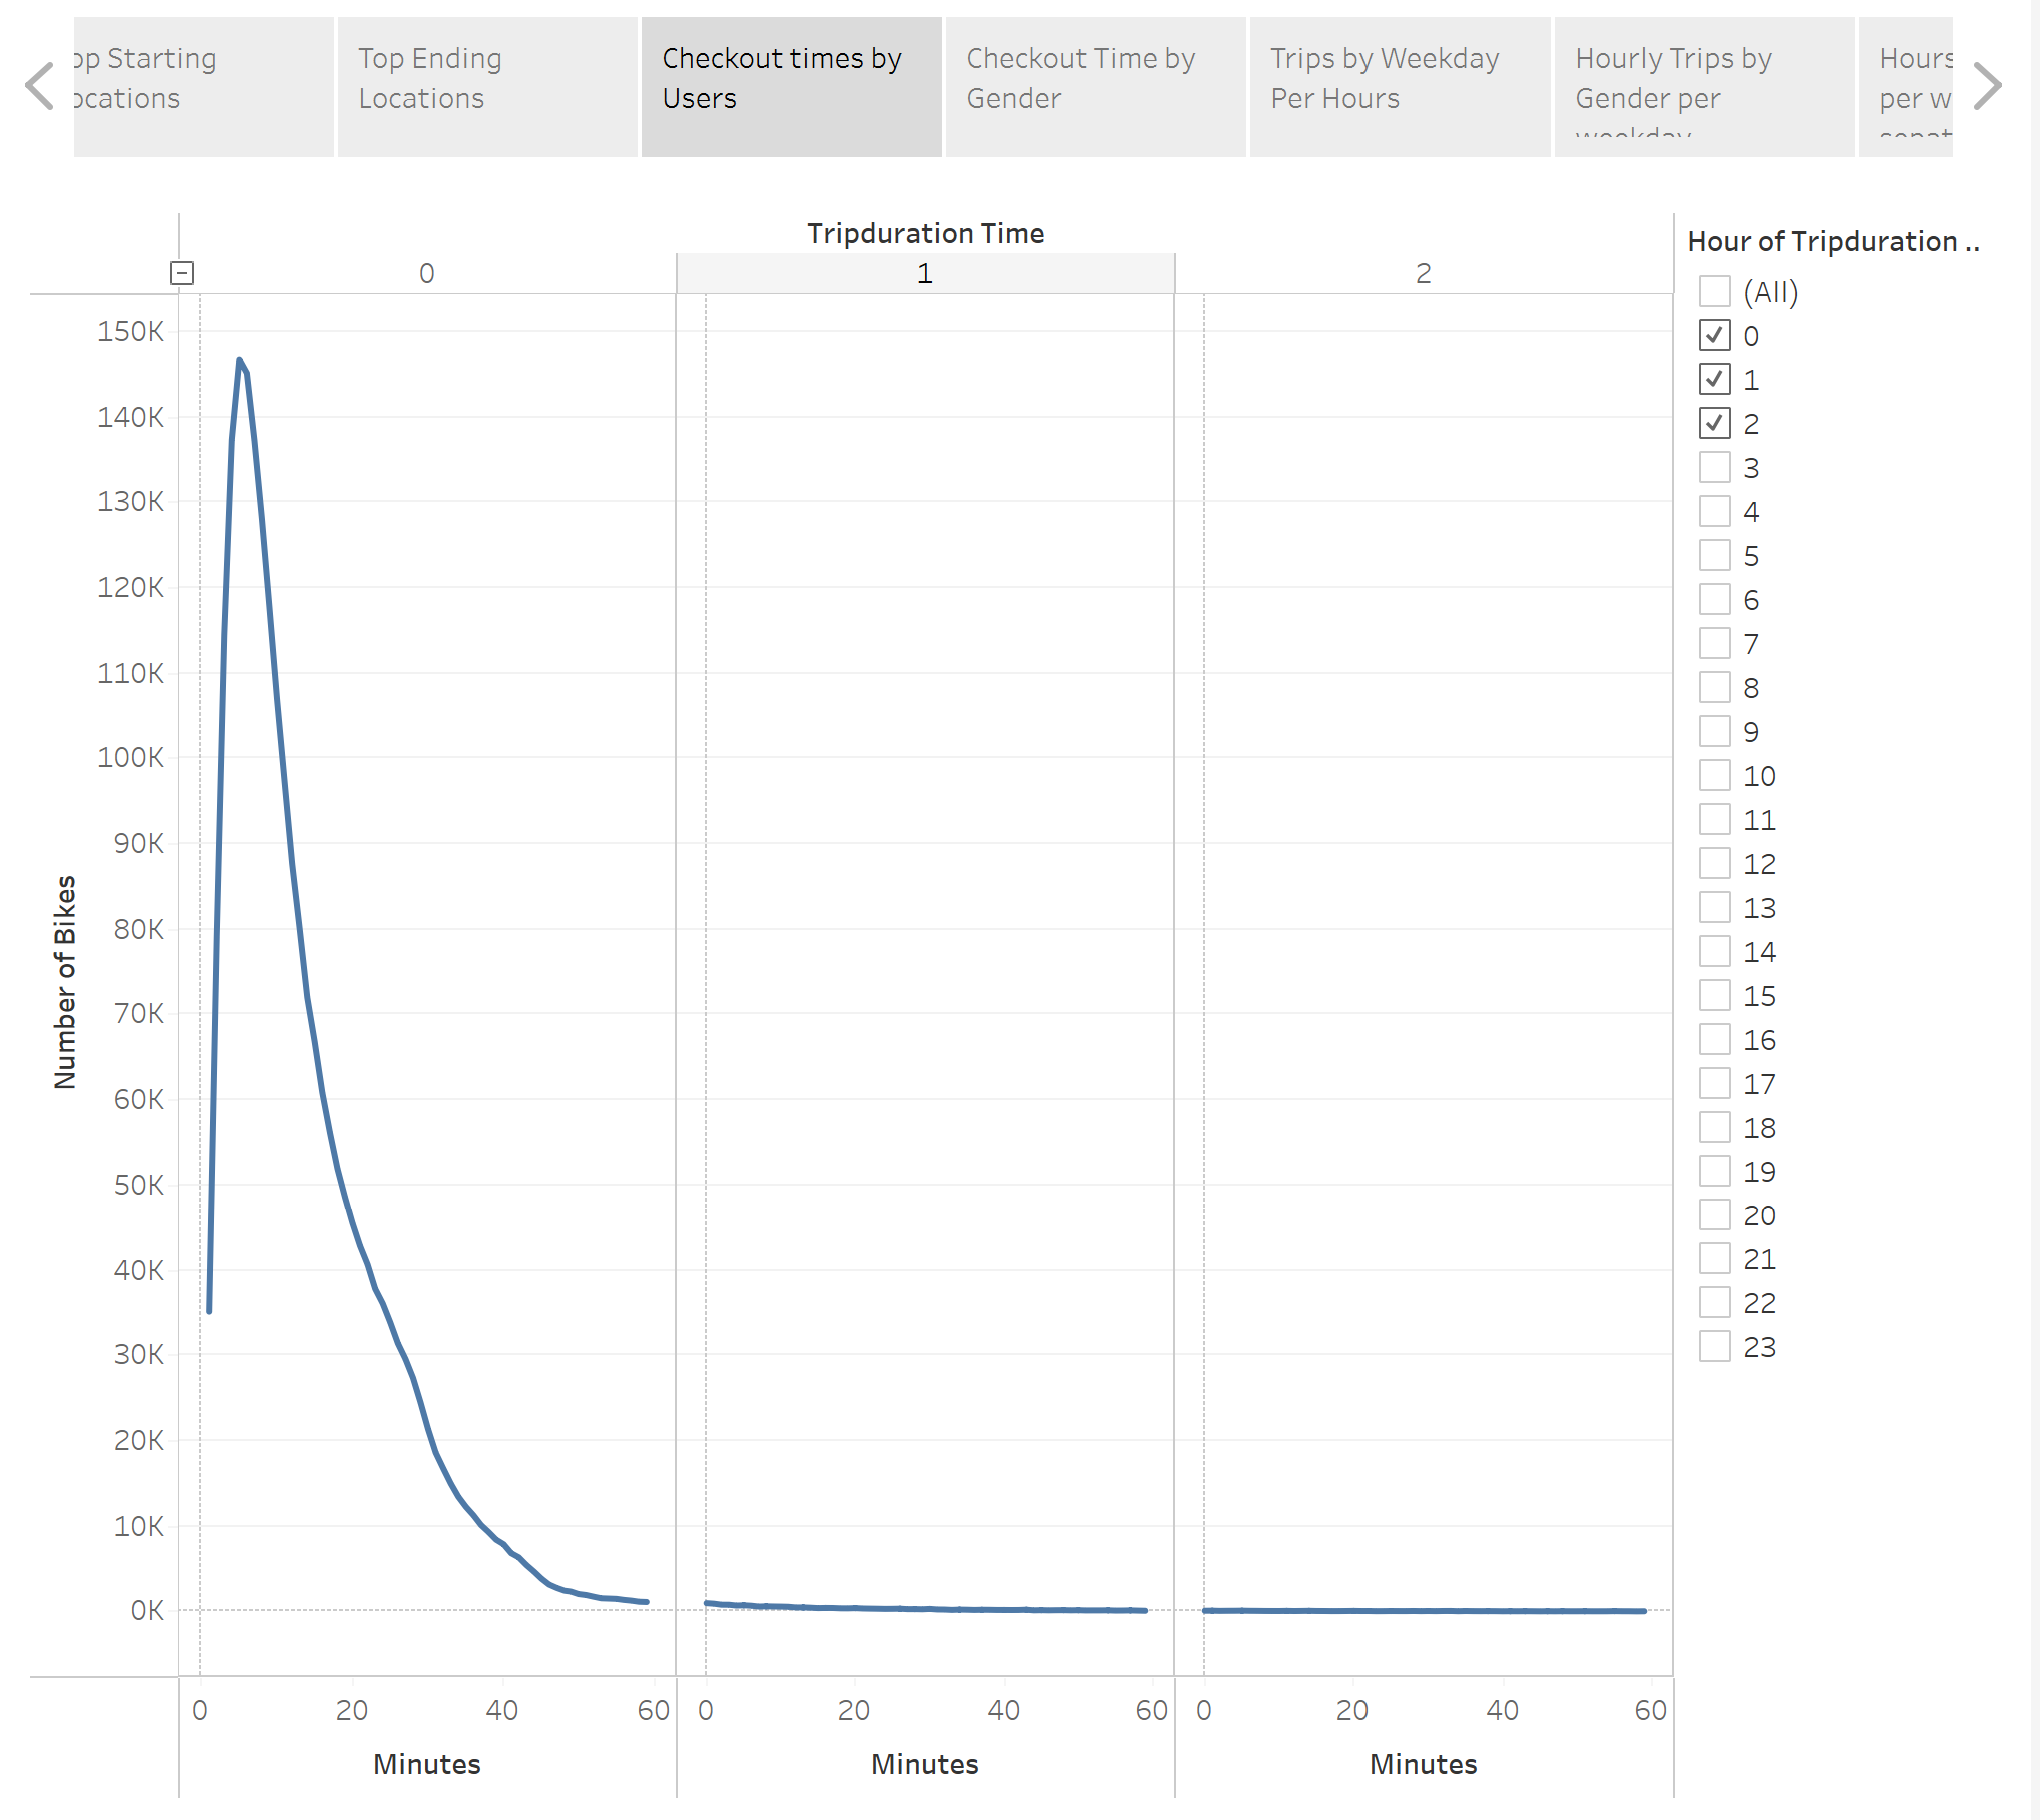 op Starting
ocations
Top Ending
Locations
Checkout times by
Users
Checkout Time by
Gender
Trips by Weekday
Per Hours
Hourly Trips by
Gender per
weekday
Hours
per w
Tripduration Time
0
1
2
150K
140K
130K
120K
110K
100K
90K
80K
70K
60K
50K
40K
30K
20K
10K
0K
Number of Bikes
0 20 40 60
0 20 40 60
0 20 40 60
Minutes
Minutes
Minutes
Hour of Tripduration ..
(All)
0
1
2
3
4
5
6
7
8
9
10
11
12
13
14
15
16
17
18
19
20
21
22
23